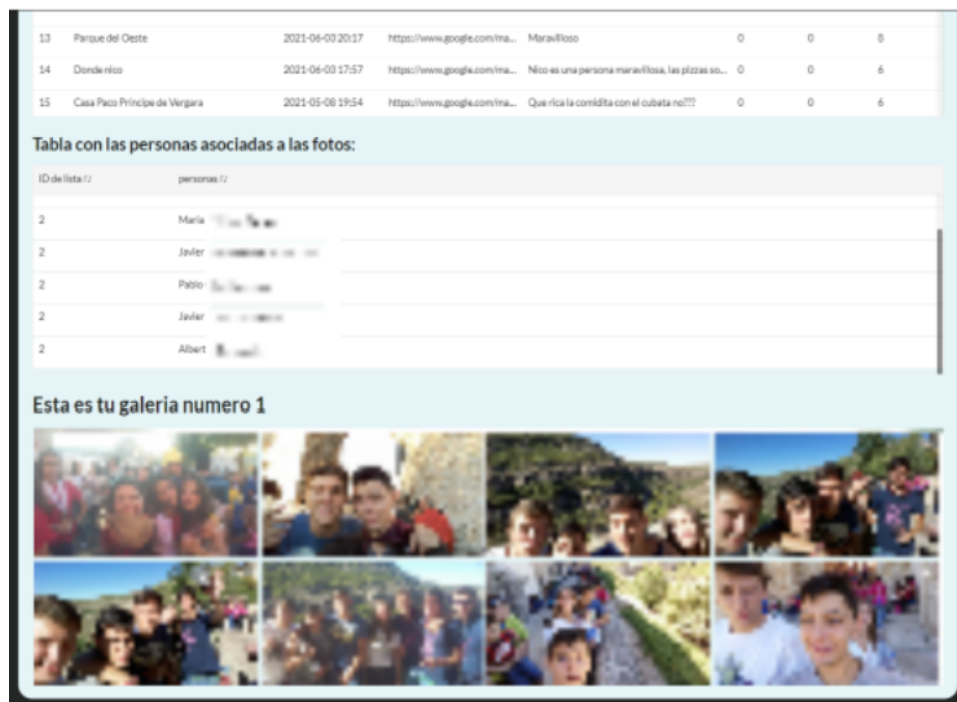 13 Parque del Oeste 2021-06-03 20:17 https://www.google.com/ma... Maravilloso 0 0 8
14 Donde nico 2021-06-03 17:57 https://www.google.com/ma... Nico es una persona maravillosa, las pizzas so... 0 0 6
15 Casa Paco Príncipe de Vergara 2021-05-08 19:54 https://www.google.com/ma... Que rica la comidita con el cubata no??? 0 0 6
Tabla con las personas asociadas a las fotos:
ID de lista personas
2 María
2 Javier
2 Pablo
2 Javier
2 Albert
Esta es tu galeria numero 1